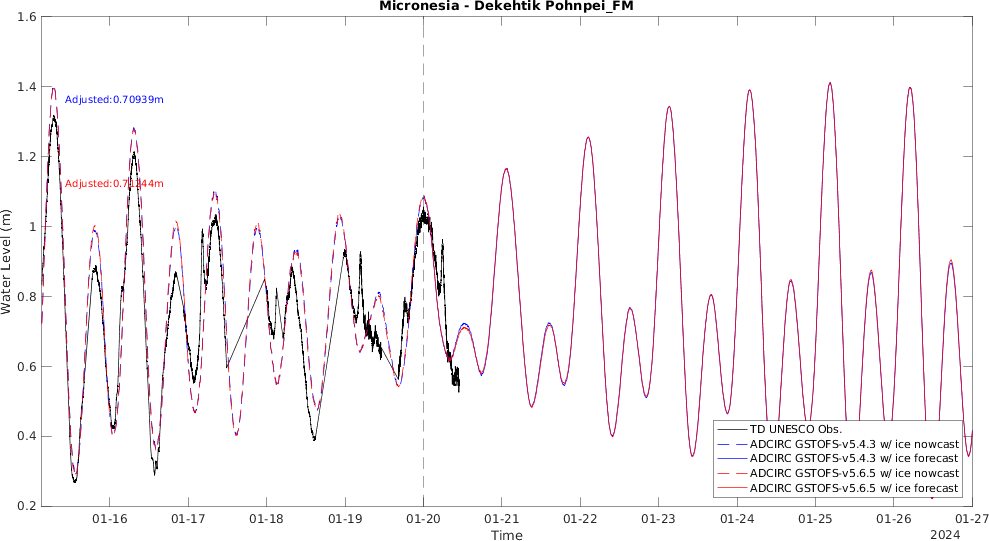 Micronesia - Dekehtik Pohnpei_FM
1.6
1.4
1.2
1
0.8
0.6
0.4
0.2
Water Level (m)
Adjusted:0.70939m
Adjusted:0.71244m
TD UNESCO Obs.
ADCIRC GSTOFS-v5.4.3 w/ ice nowcast
ADCIRC GSTOFS-v5.4.3 w/ ice forecast
ADCIRC GSTOFS-v5.6.5 w/ ice nowcast
ADCIRC GSTOFS-v5.6.5 w/ ice forecast
01-16 01-17 01-18 01-19 01-20 01-21 01-22 01-23 01-24 01-25 01-26 01-27
Time
2024